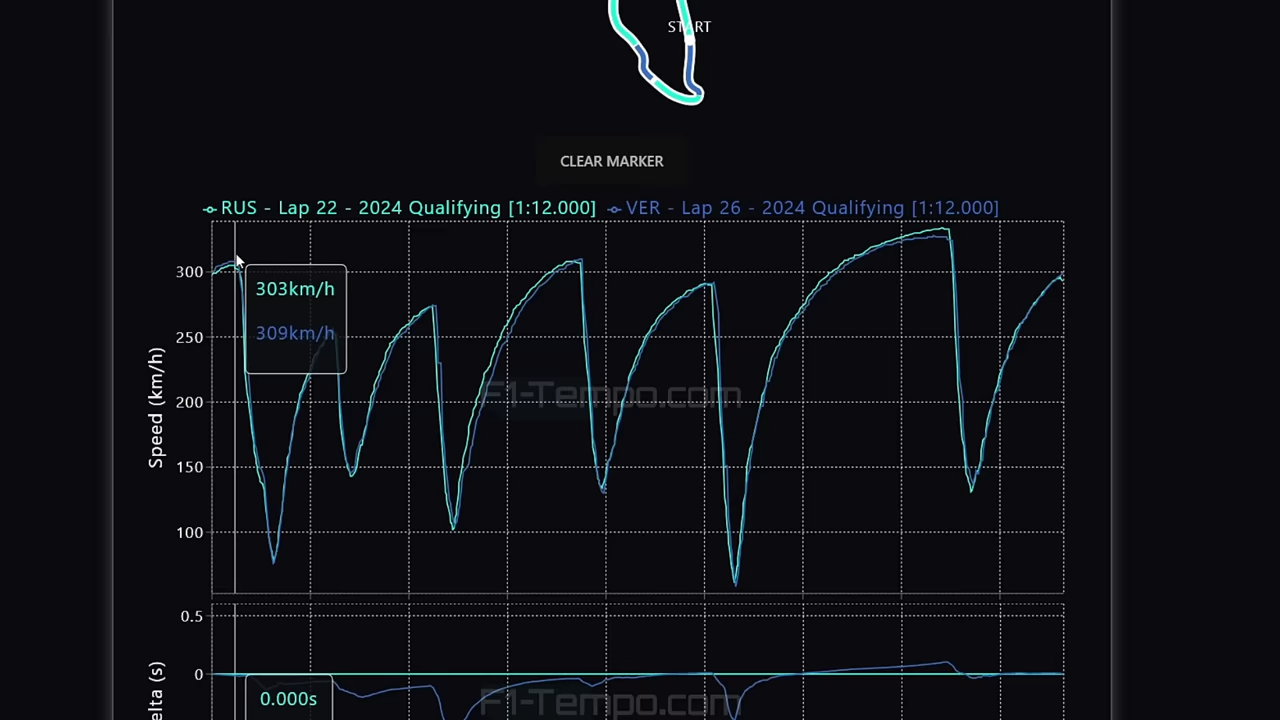 START
CLEAR MARKER
RUS - Lap 22 - 2024 Qualifying [1:12.000] VER - Lap 26 - 2024 Qualifying [1:12.000]
300
303km/h
309km/h
250
200
F1-Tempo.com
150
100
Speed (km/h)
0.5
0
0.000s
F1-Tempo.com
elta (s)